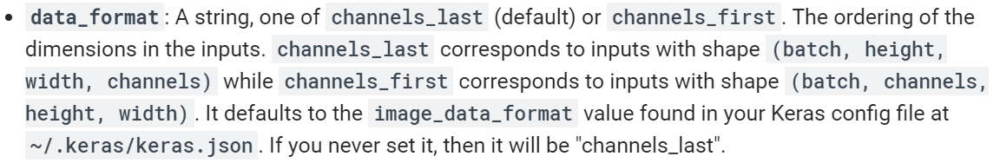 • data_format: A string, one of channels_last (default) or channels_first. The ordering of the
dimensions in the inputs. channels_last corresponds to inputs with shape (batch, height,
width, channels) while channels_first corresponds to inputs with shape (batch, channels,
height, width). It defaults to the image_data_format value found in your Keras config file at
~/.keras/keras.json. If you never set it, then it will be "channels_last".